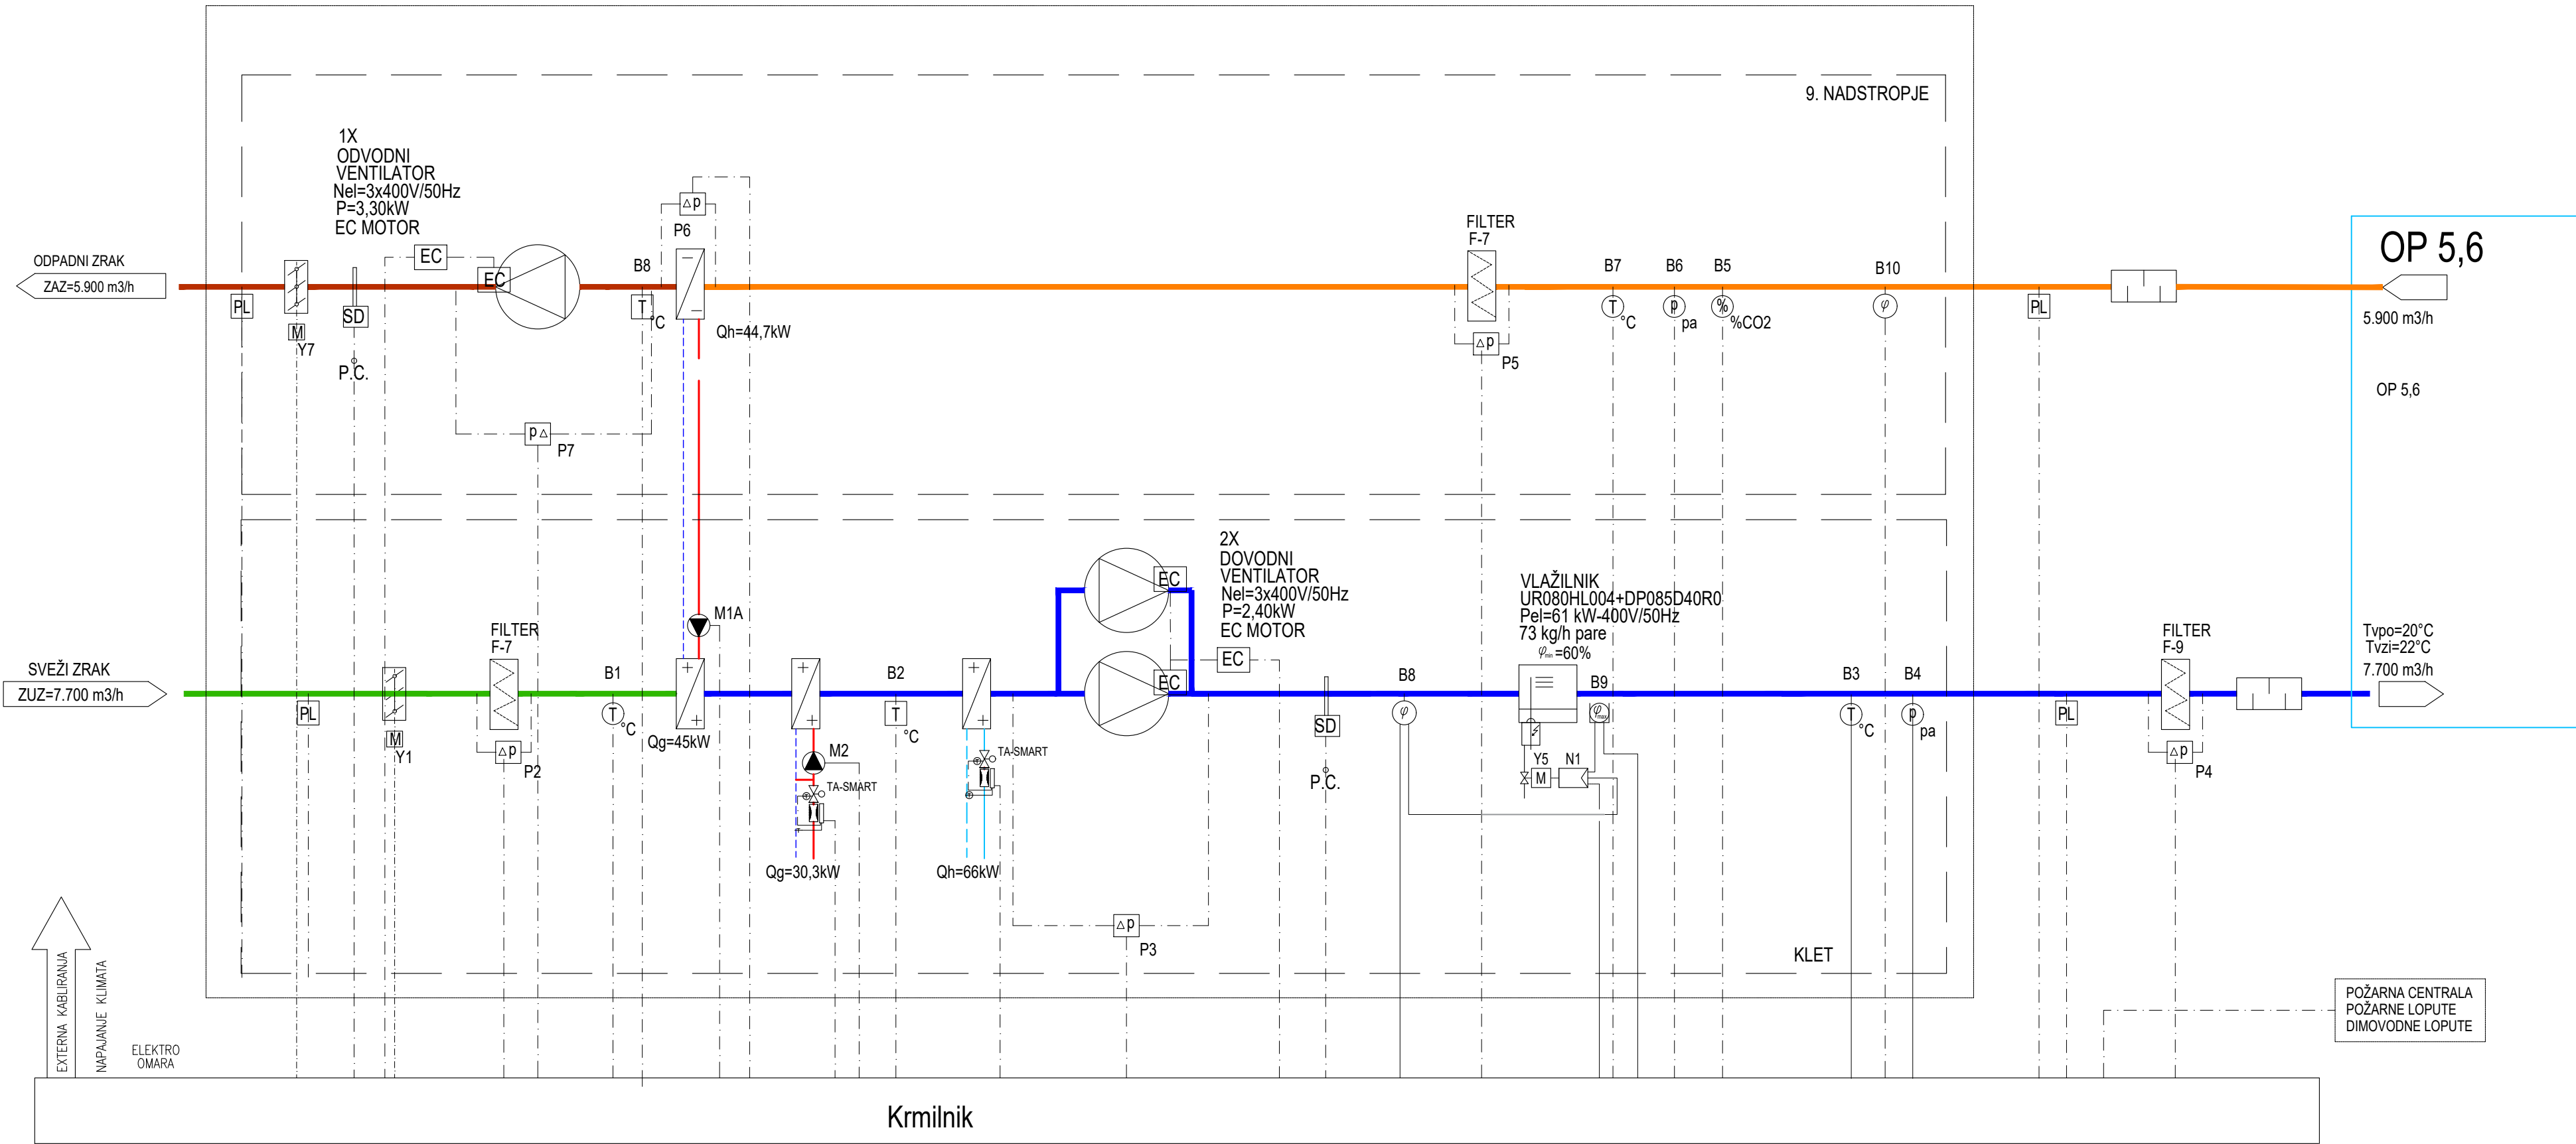 9. NADSTROPJE
1X
ODVODNI
VENTILATOR
Nel=3x400V/50Hz
P=3,30kW
EC MOTOR
EC
EC
△p
P6
B8
T
°C
Qh=44,7kW
ODPADNI ZRAK
ZAZ=5.900 m3/h
PL
M
Y7
SD
P.C.
p△
P7
FILTER
F-7
△p
P5
B7
T
°C
B6
p
pa
B5
%
%CO2
B10
φ
PL
OP 5,6
5.900 m3/h
OP 5,6
SVEŽI ZRAK
ZUZ=7.700 m3/h
PL
M
Y1
FILTER
F-7
△p
P2
B1
T
°C
M1A
+
+
Qg=45kW
+
+
M2
TA-SMART
Qg=30,3kW
B2
T
°C
+
+
TA-SMART
Qh=66kW
EC
EC
EC
2X
DOVODNI
VENTILATOR
Nel=3x400V/50Hz
P=2,40kW
EC MOTOR
△p
P3
SD
P.C.
B8
φ
VLAŽILNIK
UR080HL004+DP085D40R0
Pel=61 kW-400V/50Hz
73 kg/h pare
φmin=60%
B9
φmax
Y5
M
N1
B3
T
°C
B4
p
pa
PL
FILTER
F-9
△p
P4
Tvpo=20°C
Tvzi=22°C
7.700 m3/h
KLET
EXTERNA KABLIRANJA
NAPAJANJE KLIMATA
ELEKTRO
OMARA
POŽARNA CENTRALA
POŽARNE LOPUTE
DIMOVODNE LOPUTE
Krmilnik